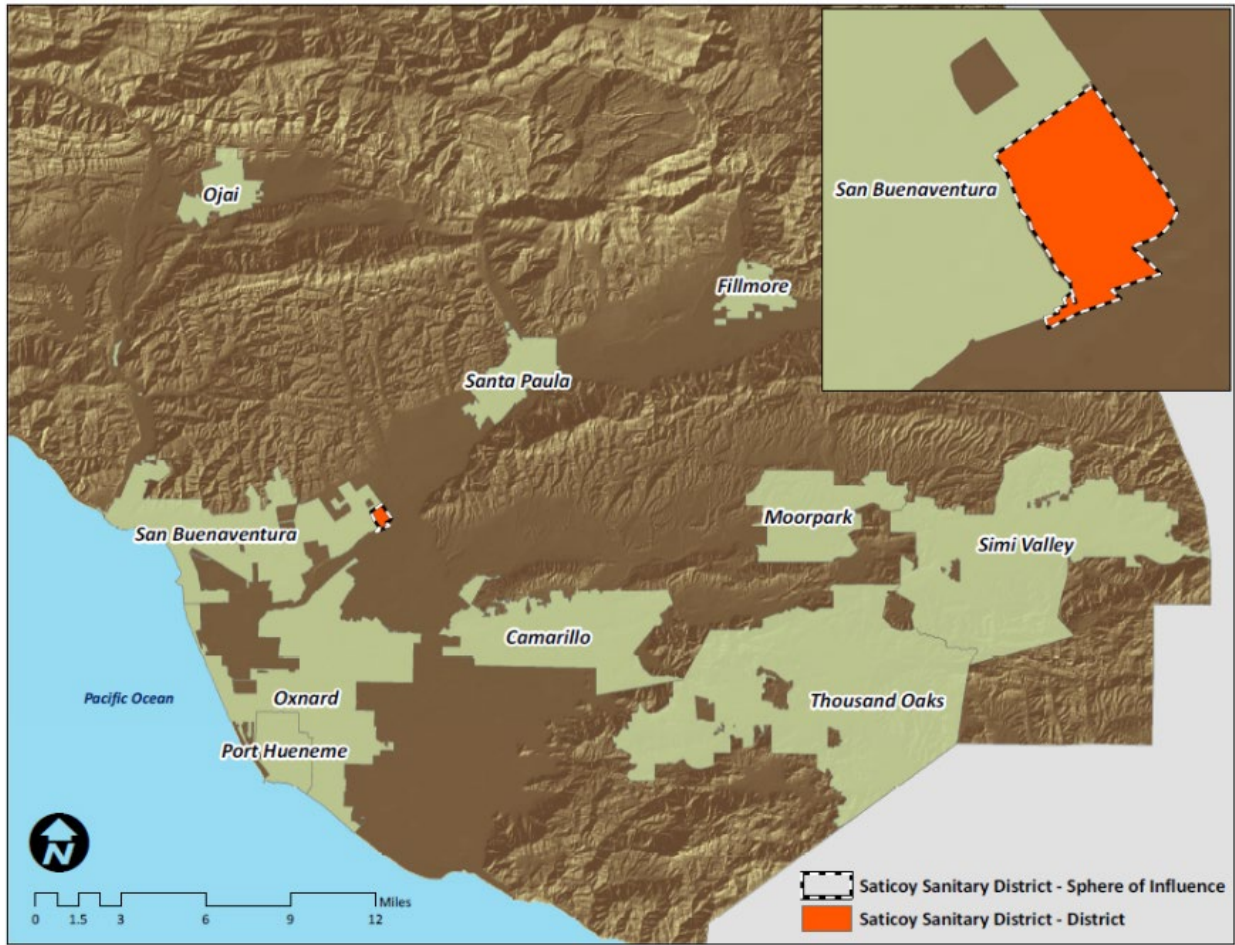 San Buenaventura
Ojai
Fillmore
Santa Paula
San Buenaventura
Moorpark
Simi Valley
Camarillo
Pacific Ocean
Oxnard
Thousand Oaks
Port Hueneme
N
Miles
0 1.5 3 6 9 12
Saticoy Sanitary District - Sphere of Influence
Saticoy Sanitary District - District